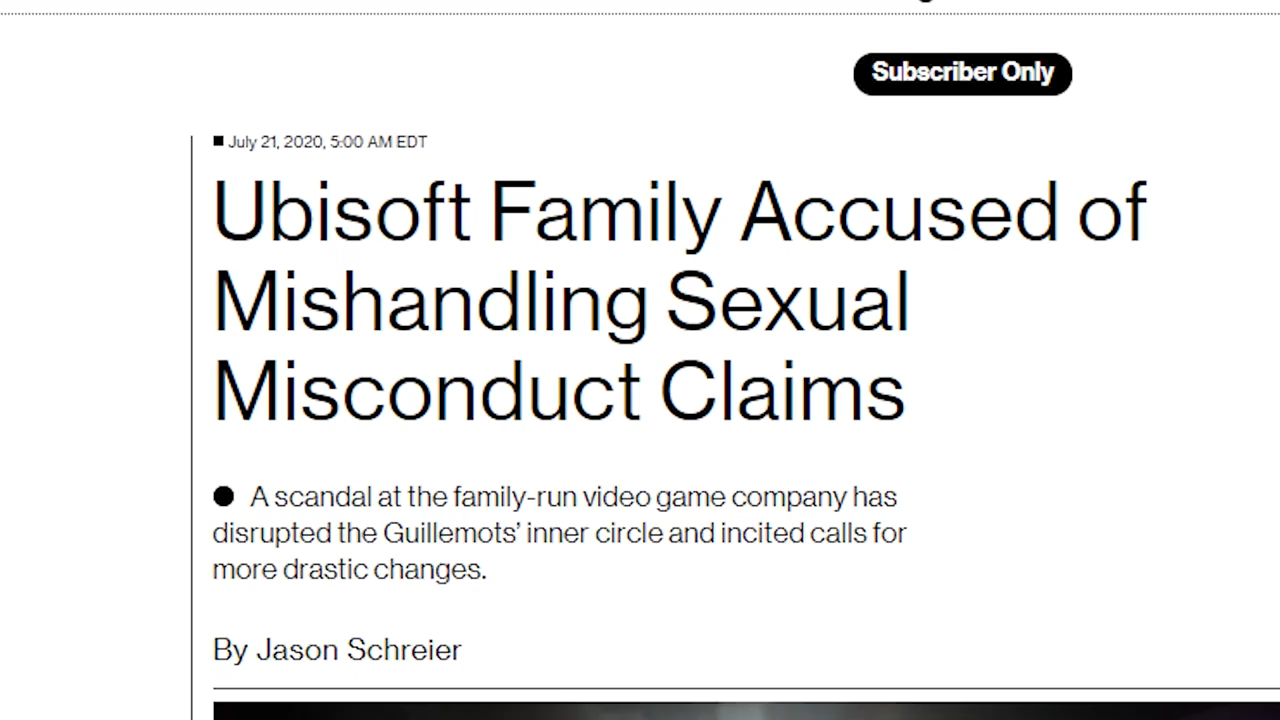 Subscriber Only
July 21, 2020, 5:00 AM EDT
Ubisoft Family Accused of
Mishandling Sexual
Misconduct Claims
A scandal at the family-run video game company has
disrupted the Guillemots’ inner circle and incited calls for
more drastic changes.
By Jason Schreier